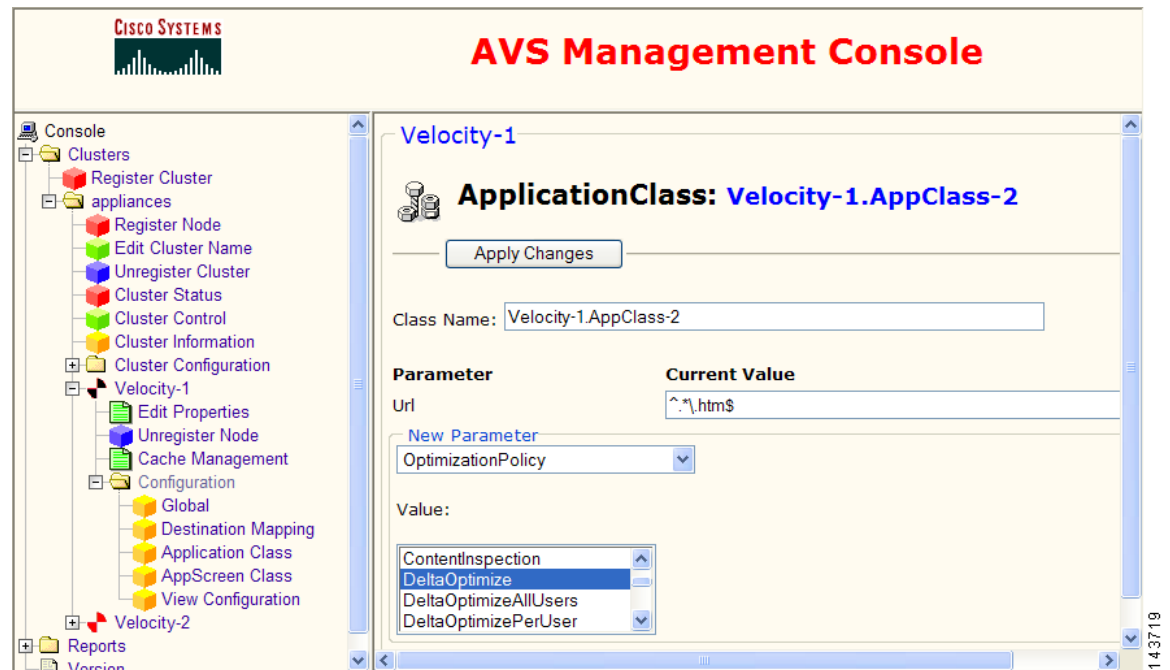 CISCO SYSTEMS
AVS Management Console
Console
Clusters
Register Cluster
appliances
Register Node
Edit Cluster Name
Unregister Cluster
Cluster Status
Cluster Control
Cluster Information
Cluster Configuration
Velocity-1
Edit Properties
Unregister Node
Cache Management
Configuration
Global
Destination Mapping
Application Class
AppScreen Class
View Configuration
Velocity-2
Reports
Version
Velocity-1
ApplicationClass: Velocity-1.AppClass-2
Apply Changes
Class Name: Velocity-1.AppClass-2
Parameter Current Value
Url ^.*\.htm$
New Parameter
OptimizationPolicy
Value:
ContentInspection
DeltaOptimize
DeltaOptimizeAllUsers
DeltaOptimizePerUser
143719